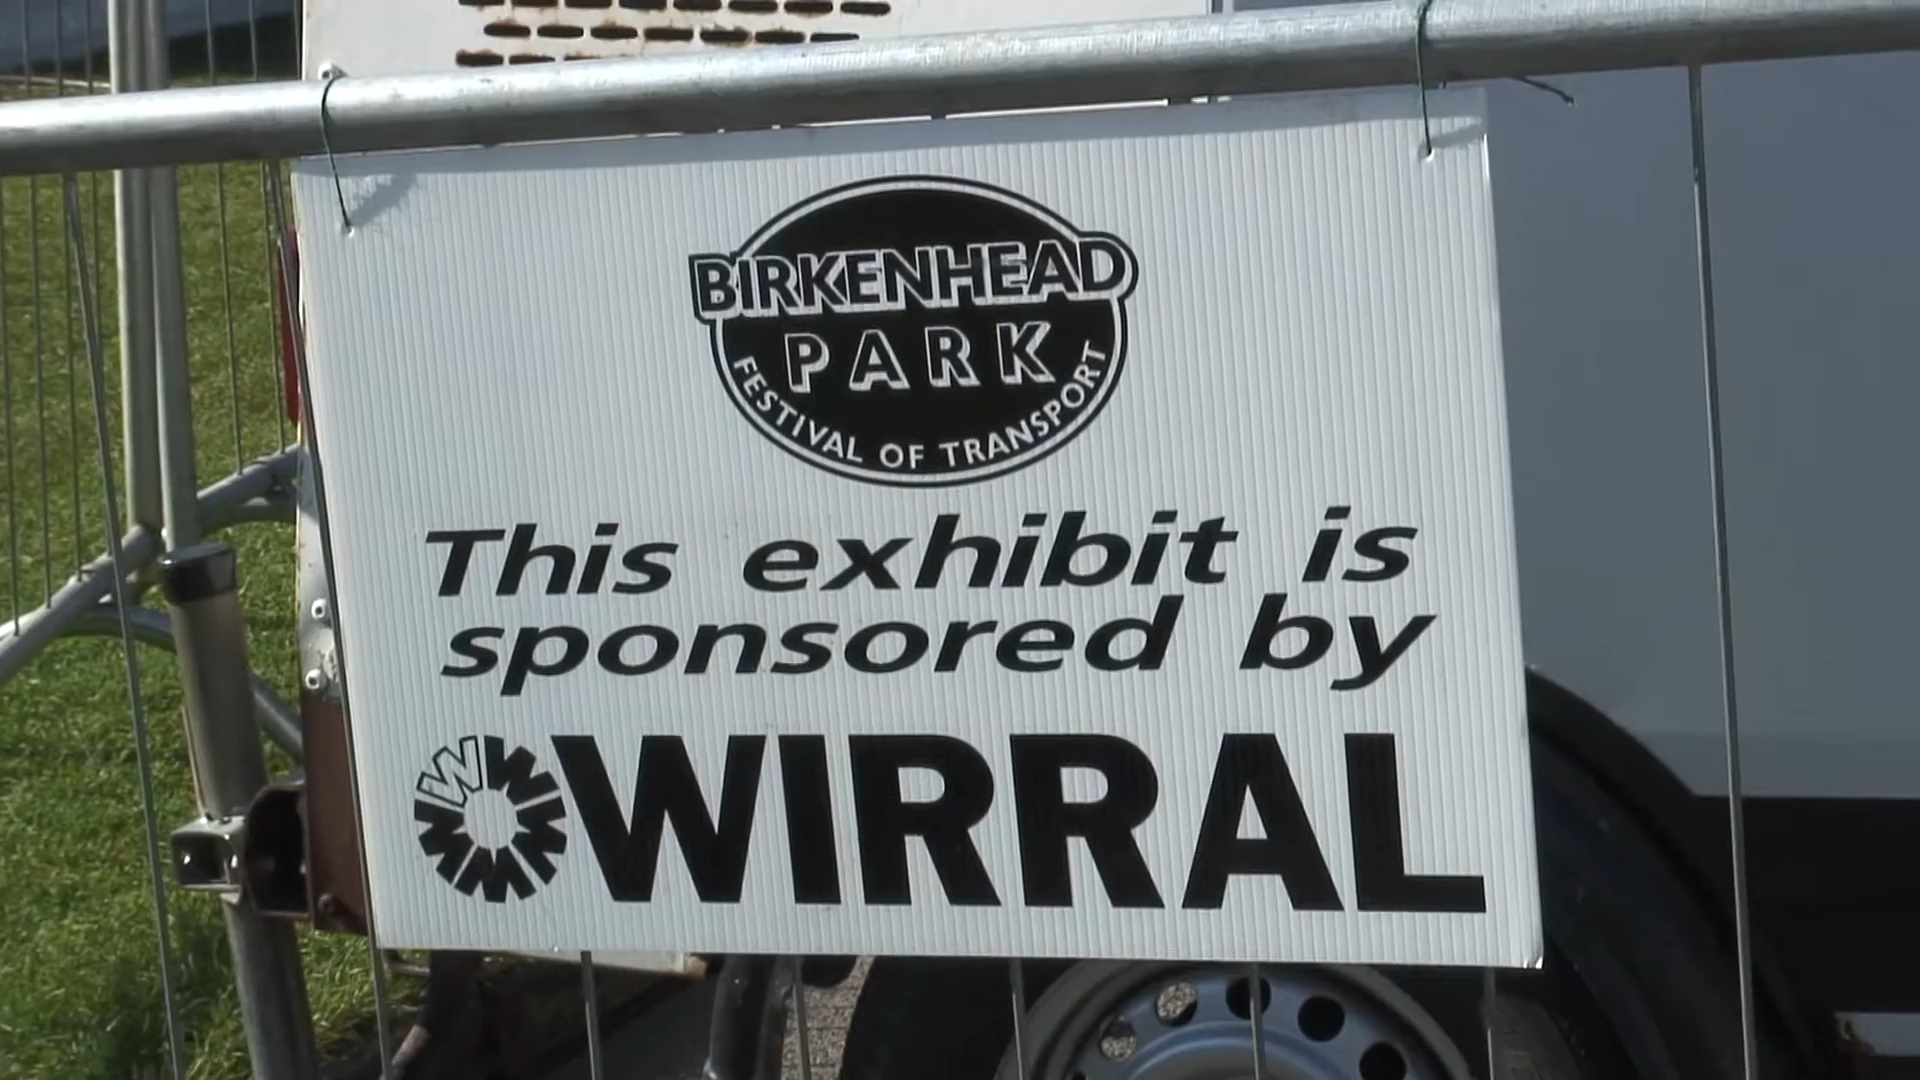 BIRKENHEAD
PARK
FESTIVAL OF TRANSPORT
This exhibit is
sponsored by
WIRRAL